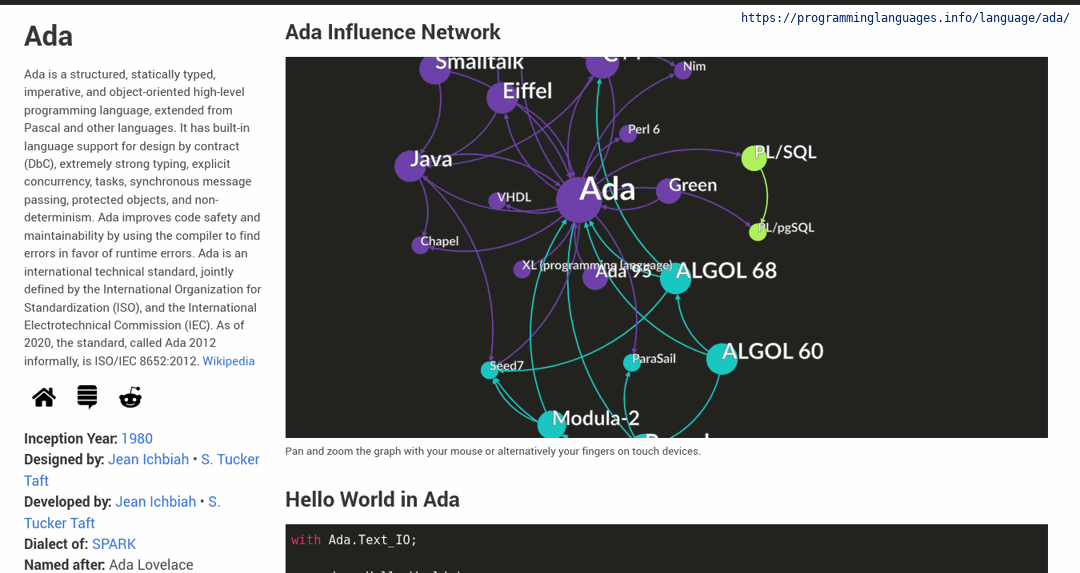 https://programminglanguages.info/language/ada/
Ada
Ada is a structured, statically typed,
imperative, and object-oriented high-level
programming language, extended from
Pascal and other languages. It has built-in
language support for design by contract
(DbC), extremely strong typing, explicit
concurrency, tasks, synchronous message
passing, protected objects, and non-
determinism. Ada improves code safety and
maintainability by using the compiler to find
errors in favor of runtime errors. Ada is an
international technical standard, jointly
defined by the International Organization for
Standardization (ISO), and the International
Electrotechnical Commission (IEC). As of
2020, the standard, called Ada 2012
informally, is ISO/IEC 8652:2012. Wikipedia
Inception Year: 1980
Designed by: Jean Ichbiah • S. Tucker
Taft
Developed by: Jean Ichbiah • S.
Tucker Taft
Dialect of: SPARK
Named after: Ada Lovelace
Ada Influence Network
Smalltalk
C++
Nim
Eiffel
Perl 6
PL/SQL
Java
Ada
Green
VHDL
PL/pgSQL
Chapel
XL (programming language)
Ada 95
ALGOL 68
ALGOL 60
ParaSail
Seed7
Modula-2
Pan and zoom the graph with your mouse or alternatively your fingers on touch devices.
Hello World in Ada
with Ada.Text_IO;